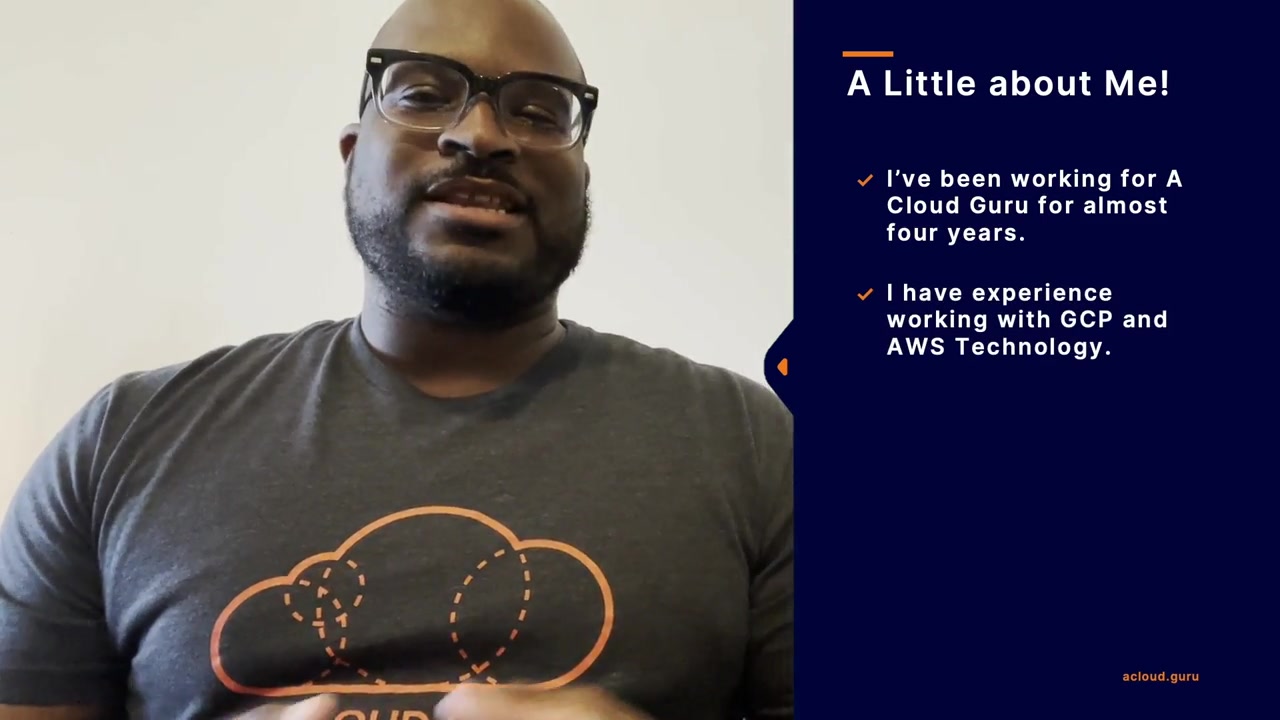 A Little about Me!
I've been working for A
Cloud Guru for almost
four years.
I have experience
working with GCP and
AWS Technology.
acloud.guru